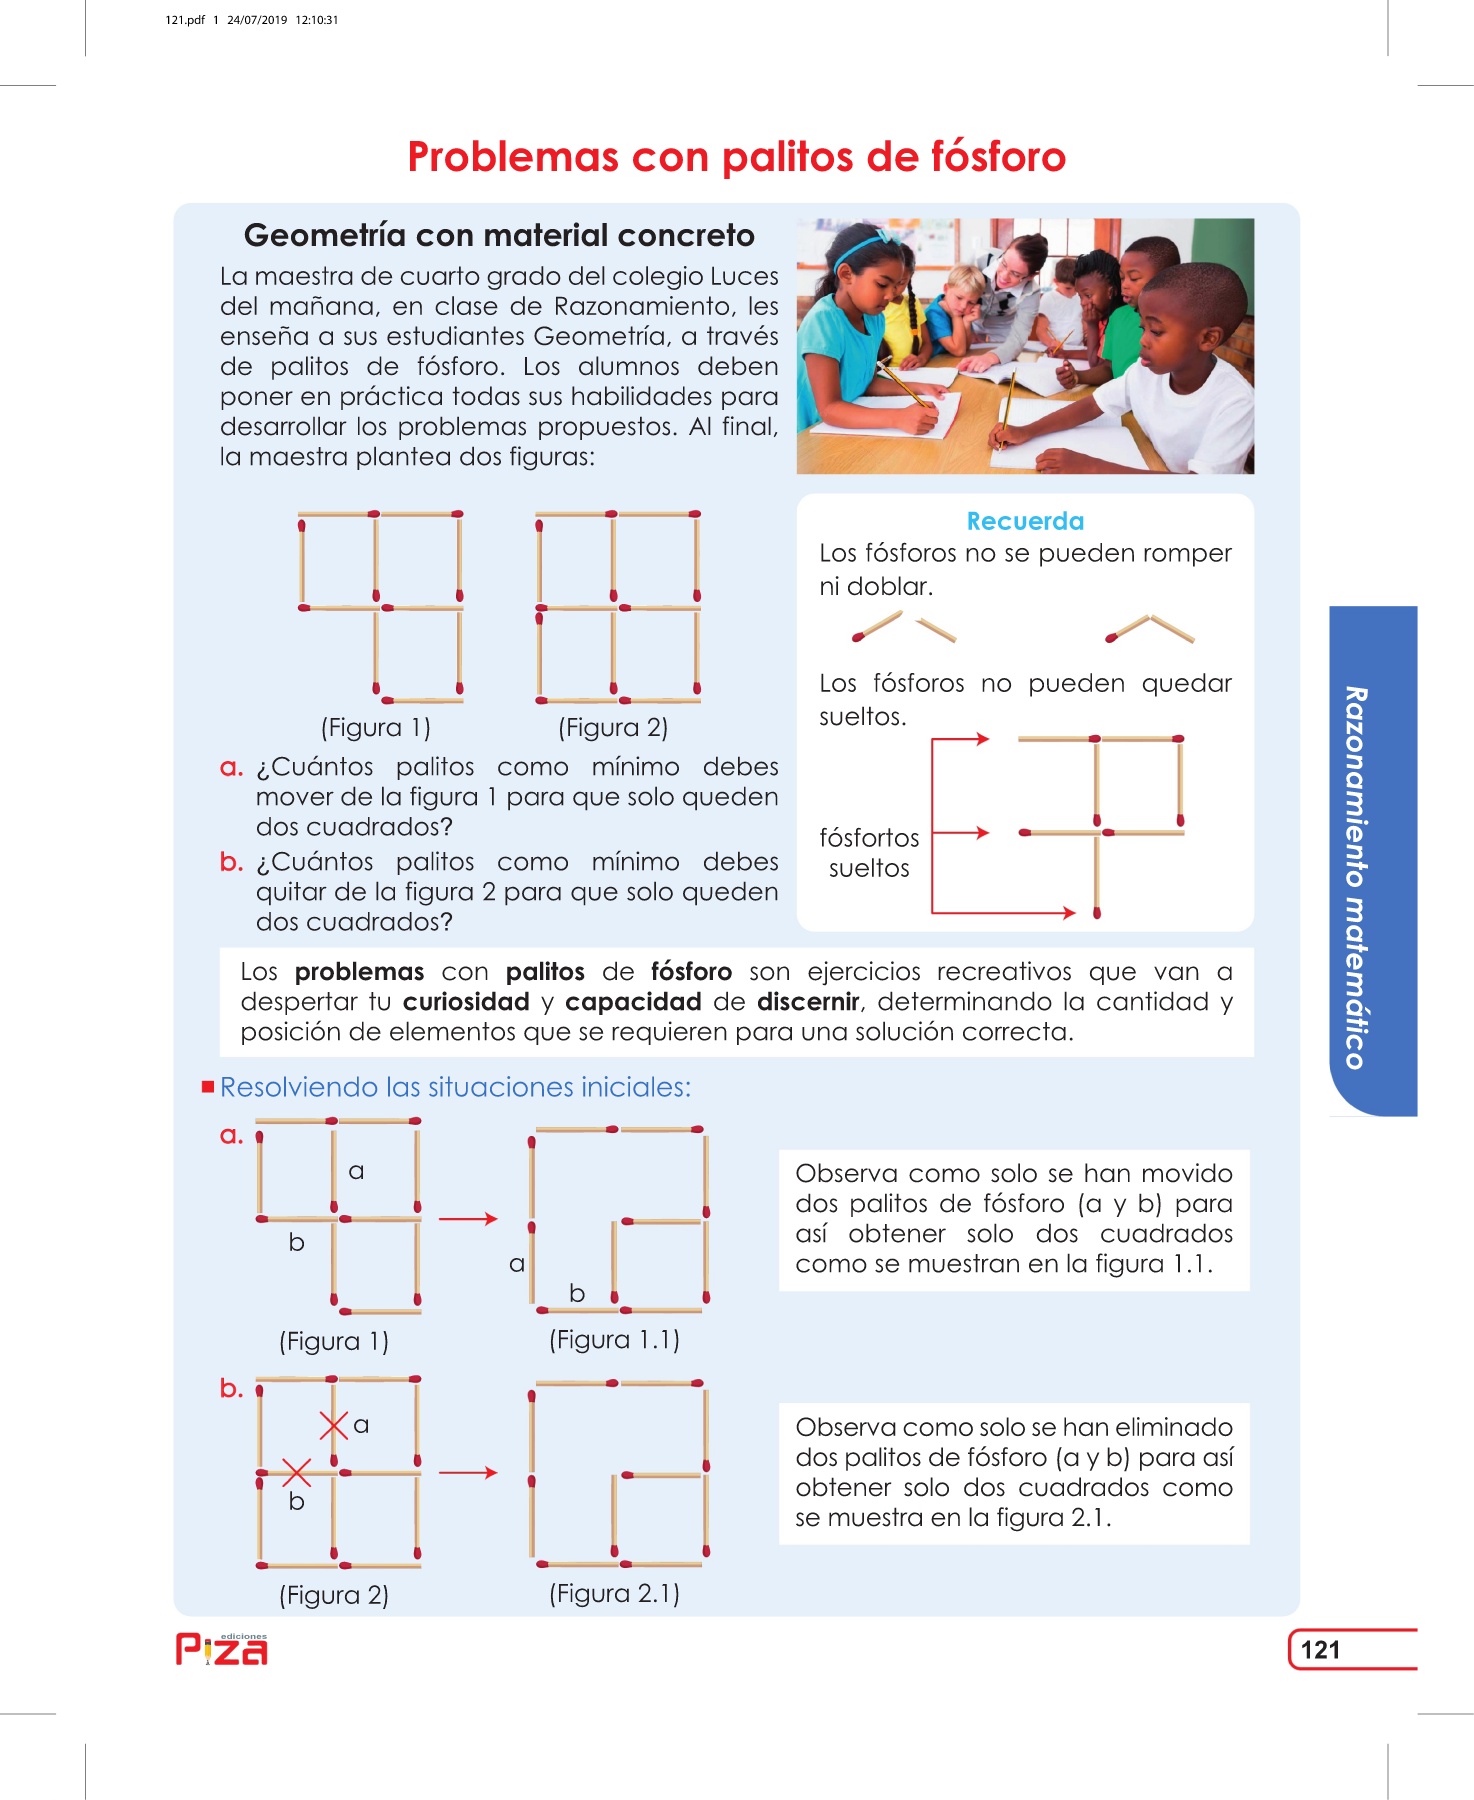 121.pdf 1 24/07/2019 12:10:31
Problemas con palitos de fósforo
Geometría con material concreto
La maestra de cuarto grado del colegio Luces
del mañana, en clase de Razonamiento, les
enseña a sus estudiantes Geometría, a través
de palitos de fósforo. Los alumnos deben
poner en práctica todas sus habilidades para
desarrollar los problemas propuestos. Al final,
la maestra plantea dos figuras:
(Figura 1)
(Figura 2)
a. ¿Cuántos palitos como mínimo debes
mover de la figura 1 para que solo queden
dos cuadrados?
b. ¿Cuántos palitos como mínimo debes
quitar de la figura 2 para que solo queden
dos cuadrados?
Recuerda
Los fósforos no se pueden romper
ni doblar.
Los fósforos no pueden quedar
sueltos.
fósfortos
sueltos
Los problemas con palitos de fósforo son ejercicios recreativos que van a
despertar tu curiosidad y capacidad de discernir, determinando la cantidad y
posición de elementos que se requieren para una solución correcta.
Resolviendo las situaciones iniciales:
a.
a
b
(Figura 1)
a
b
(Figura 1.1)
Observa como solo se han movido
dos palitos de fósforo (a y b) para
así obtener solo dos cuadrados
como se muestran en la figura 1.1.
b.
a
b
(Figura 2)
(Figura 2.1)
Observa como solo se han eliminado
dos palitos de fósforo (a y b) para así
obtener solo dos cuadrados como
se muestra en la figura 2.1.
Razonamiento matemático
ediciones
Piza
121